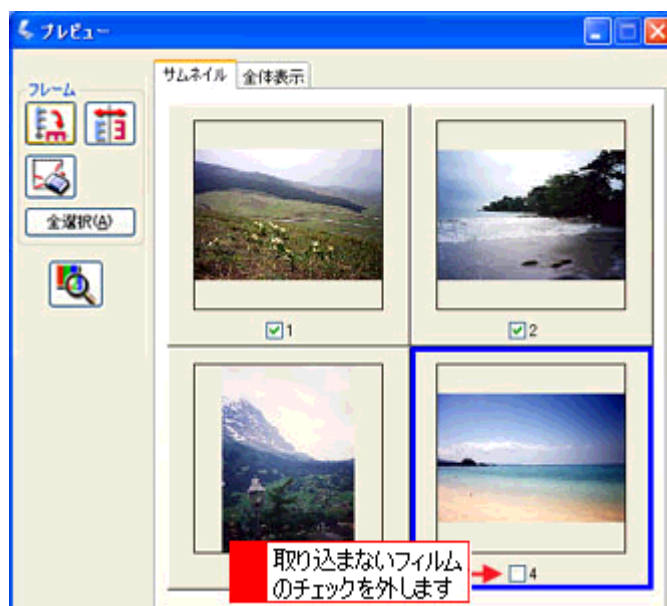 プレビュー
サムネイル 全体表示
フレーム
全選択(A)
1
2
取り込まないフィルム
のチェックを外します
4